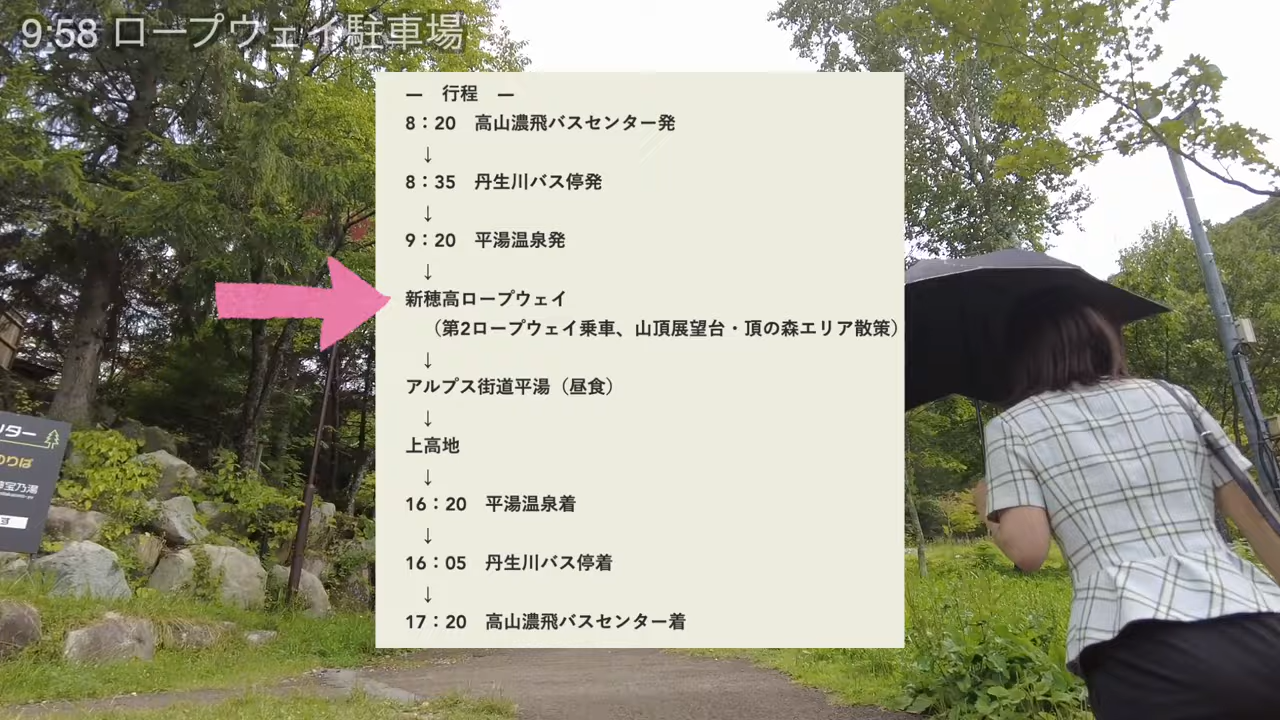 9:58 ロープウェイ駐車場
― 行程 ―
8：20 高山濃飛バスセンター発
↓
8：35 丹生川バス停発
↓
9：20 平湯温泉発
↓
新穂高ロープウェイ
（第2ロープウェイ乗車、山頂展望台・頂の森エリア散策）
↓
アルプス街道平湯（昼食）
↓
上高地
↓
16：20 平湯温泉着
↓
16：05 丹生川バス停着
↓
17：20 高山濃飛バスセンター着
ンター
のりば
宝乃湯